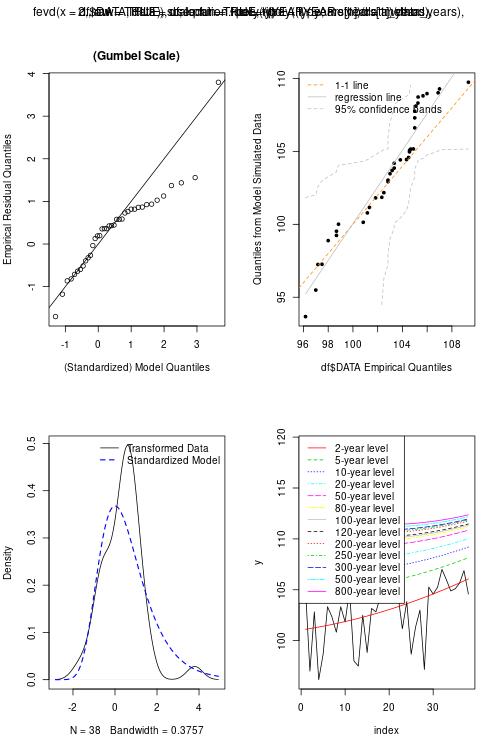 fevd(x =
(Gumbel Scale)
Empirical Residual Quantiles
-1 0 1 2 3 4
-1 0 1 2 3
(Standardized) Model Quantiles
Quantiles from Model Simulated Data
95 100 105 110
1-1 line
regression line
95% confidence bands
96 98 100 104 108
df$DATA Empirical Quantiles
Density
0.0 0.1 0.2 0.3 0.4 0.5
Transformed Data
Standardized Model
-2 0 2 4
N = 38 Bandwidth = 0.3757
y
100 105 110 115 120
2-year level
5-year level
10-year level
20-year level
50-year level
80-year level
100-year level
120-year level
200-year level
250-year level
300-year level
500-year level
800-year level
0 10 20 30
index